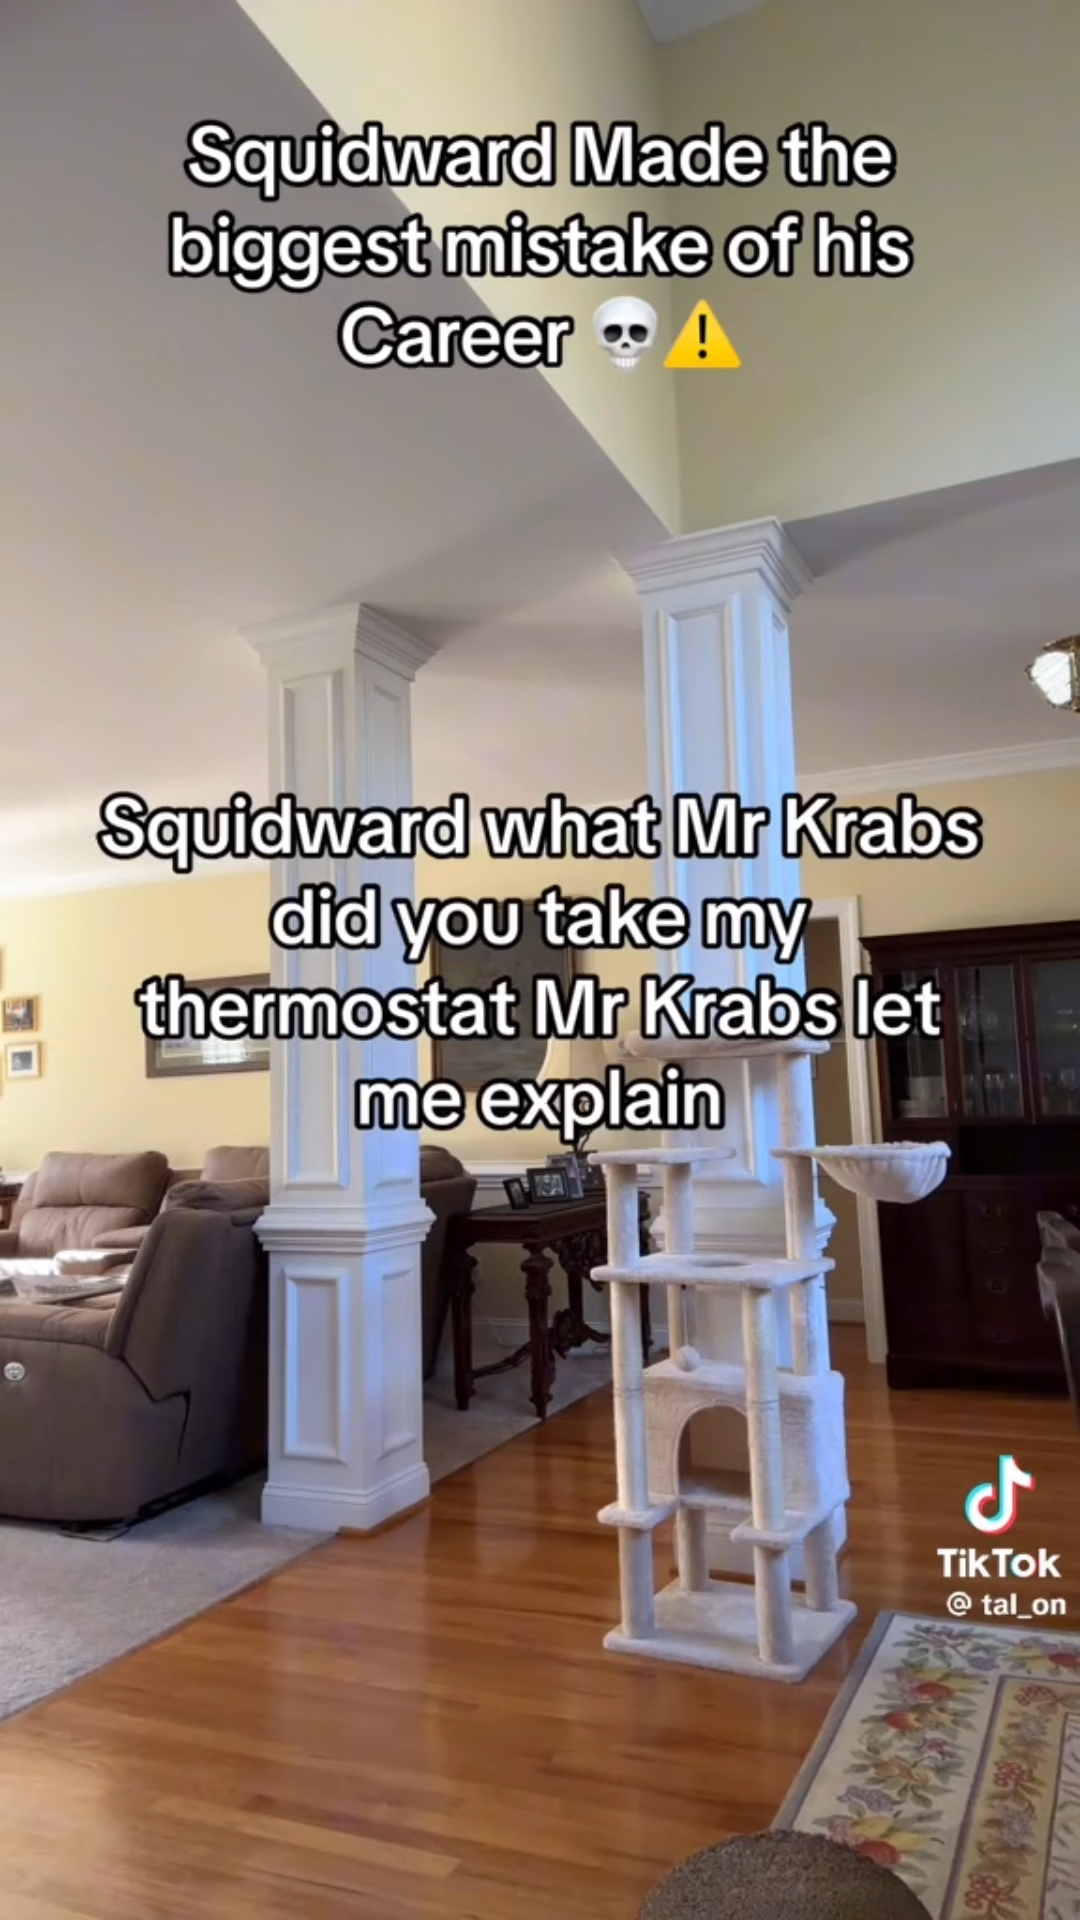 Squidward Made the
biggest mistake of his
Career 💀⚠️
Squidward what Mr Krabs
did you take my
thermostat Mr Krabs let
me explain
TikTok
@ tal_on